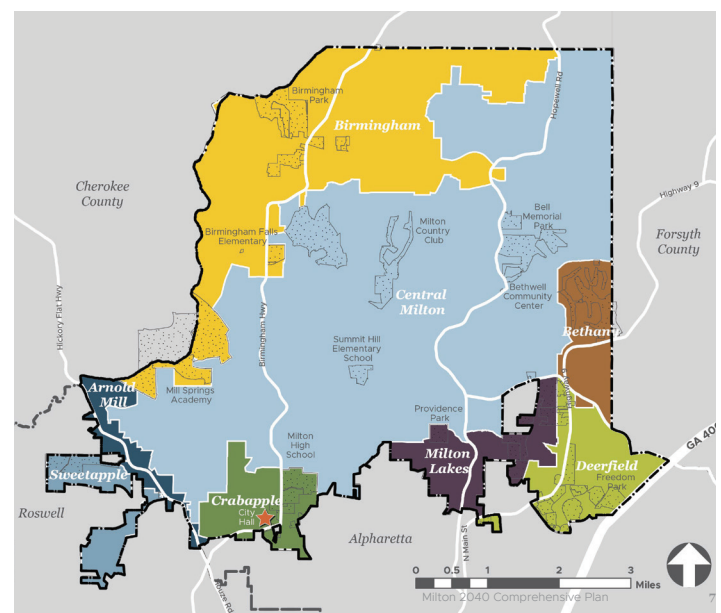 Birmingham
Park
Birmingham
Hopewell Rd
Cherokee
County
Highway 9
Forsyth
County
Milton
Country
Club
Bell
Memorial
Park
Birmingham Falls
Elementary
Bethwell
Community
Center
Central
Milton
Hickory Flat Hwy
Birmingham Hwy
Bethany
Summit Hill
Elementary
School
Arnold
Mill
Mill Springs
Academy
Providence
Park
Milton
High
School
Milton
Lakes
Deerfield
Freedom
Park
GA 400
Sweetapple
Crabapple
City
Hall
Roswell
Alpharetta
N Main St
0 0.5 1 2 3
Miles
Milton 2040 Comprehensive Plan 7